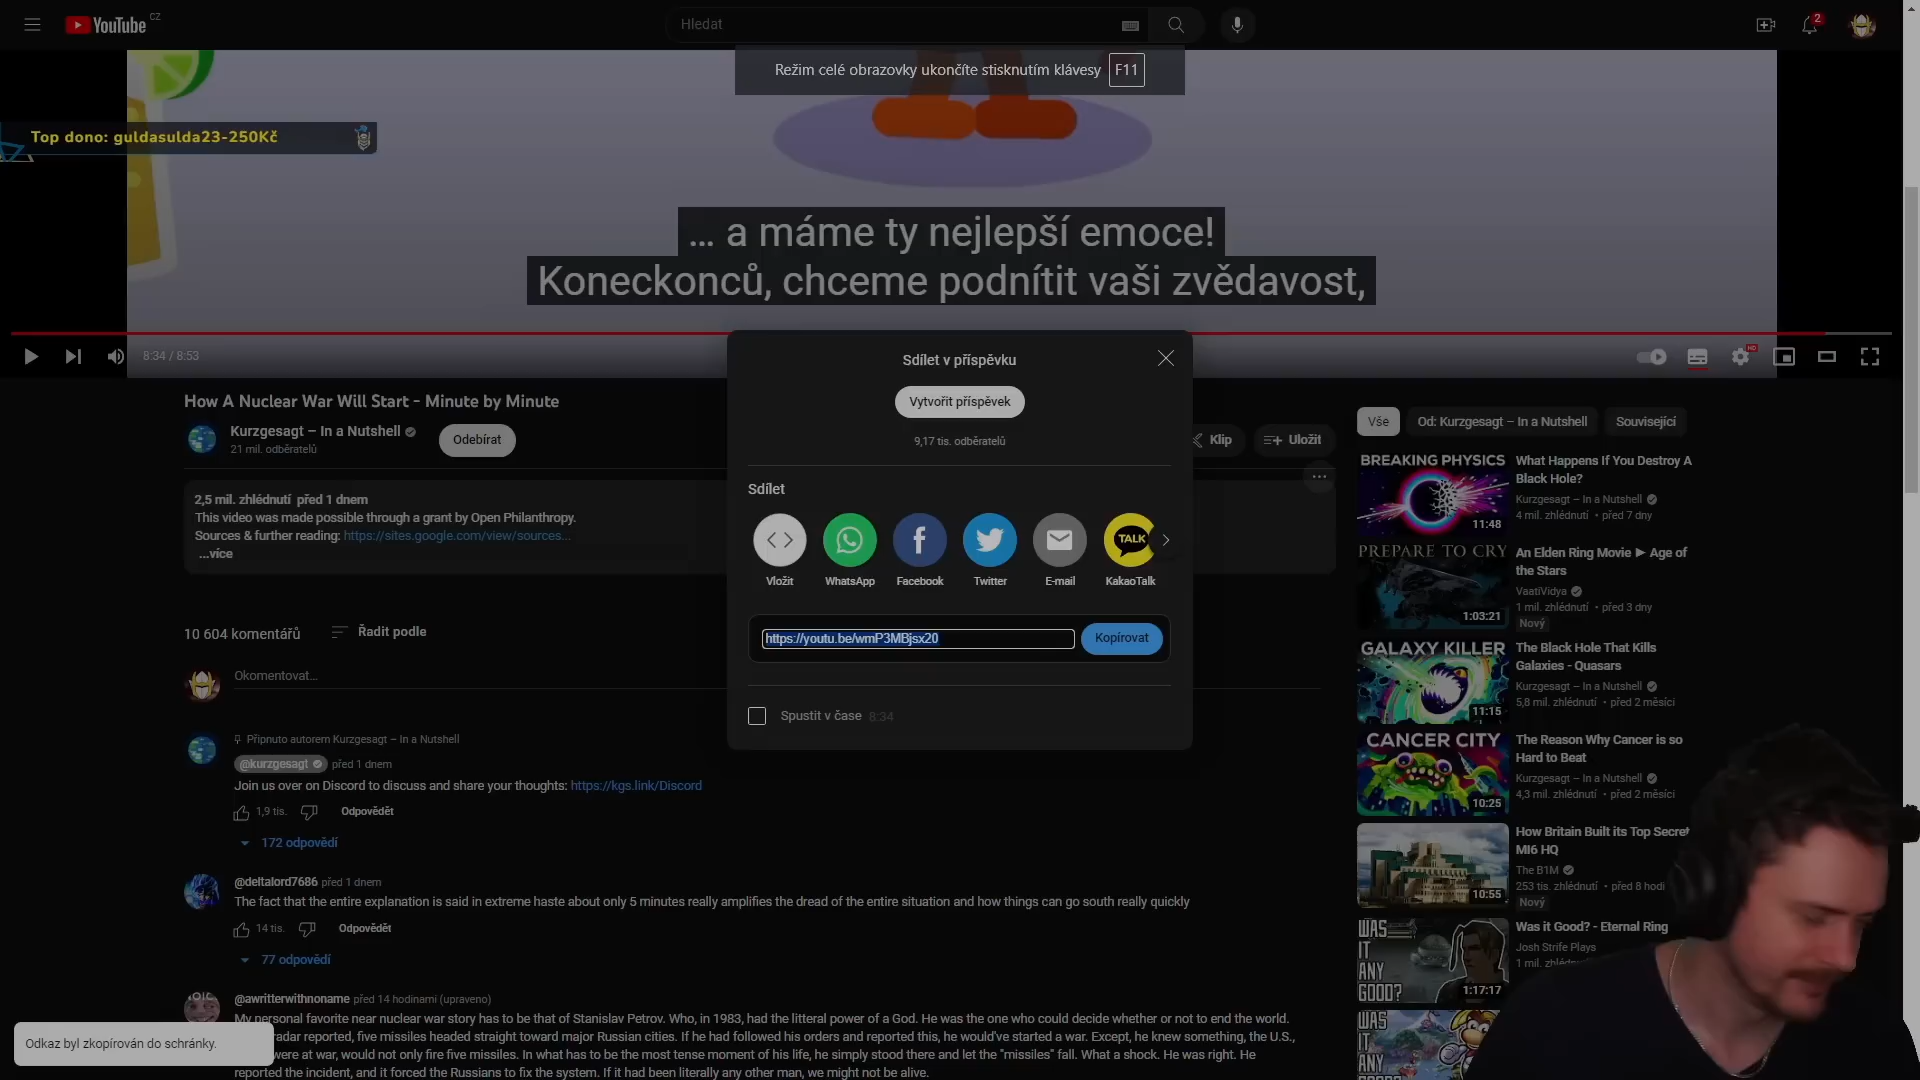 YouTube CZ
Hledat
2
Režim celé obrazovky ukončíte stisknutím klávesy F11
Top dono: guldasulda23-250Kč
… a máme ty nejlepší emoce!
Koneckonců, chceme podnítit vaši zvědavost,
8:34 / 8:53
HD
Sdílet v příspěvku
Vytvořit příspěvek
9,17 tis. odběratelů
Sdílet
Vložit
WhatsApp
Facebook
Twitter
E-mail
TALK
KakaoTalk
https://youtu.be/wmP3MBjsx20
Kopírovat
Spustit v čase 8:34
How A Nuclear War Will Start - Minute by Minute
Kurzgesagt – In a Nutshell
21 mil. odběratelů
Odebírat
Klip
Uložit
2,5 mil. zhlédnutí před 1 dnem
This video was made possible through a grant by Open Philanthropy.
Sources & further reading: https://sites.google.com/view/sources...
...více
10 604 komentářů
Řadit podle
Okomentovat...
Připnuto autorem Kurzgesagt – In a Nutshell
@kurzgesagt před 1 dnem
Join us over on Discord to discuss and share your thoughts: https://kgs.link/Discord
1,9 tis.
Odpovědět
172 odpovědí
@deltalord7686 před 1 dnem
The fact that the entire explanation is said in extreme haste about only 5 minutes really amplifies the dread of the entire situation and how things can go south really quickly
14 tis.
Odpovědět
77 odpovědí
@awritterwithnoname před 14 hodinami (upraveno)
My personal favorite near nuclear war story has to be that of Stanislav Petrov. Who, in 1983, had the litteral power of a God. He was the one who could decide whether or not to end the world.
radar reported, five missiles headed straight toward major Russian cities. If he had followed his orders and reported this, he would've started a war. Except, he knew something, the U.S.,
were at war, would not only fire five missiles. In what has to be the most tense moment of his life, he simply stood there and let the "missiles" fall. What a shock. He was right. He
reported the incident, and it forced the Russians to fix the system. If it had been literally any other man, we might not be alive.
Odkaz byl zkopírován do schránky.
Vše
Od: Kurzgesagt – In a Nutshell
Související
BREAKING PHYSICS
11:48
What Happens If You Destroy A
Black Hole?
Kurzgesagt – In a Nutshell
4 mil. zhlédnutí • před 7 dny
PREPARE TO CRY
1:03:21
An Elden Ring Movie ► Age of
the Stars
VaatiVidya
1 mil. zhlédnutí • před 3 dny
Nový
GALAXY KILLER
11:15
The Black Hole That Kills
Galaxies - Quasars
Kurzgesagt – In a Nutshell
5,8 mil. zhlédnutí • před 2 měsíci
CANCER CITY
10:25
The Reason Why Cancer is so
Hard to Beat
Kurzgesagt – In a Nutshell
4,3 mil. zhlédnutí • před 2 měsíci
10:55
How Britain Built its Top Secret
MI6 HQ
The B1M
253 tis. zhlédnutí • před 8 hodi
Nový
WAS
IT
ANY
GOOD?
1:17:17
Was it Good? - Eternal Ring
Josh Strife Plays
1 mil.
WAS
IT
ANY